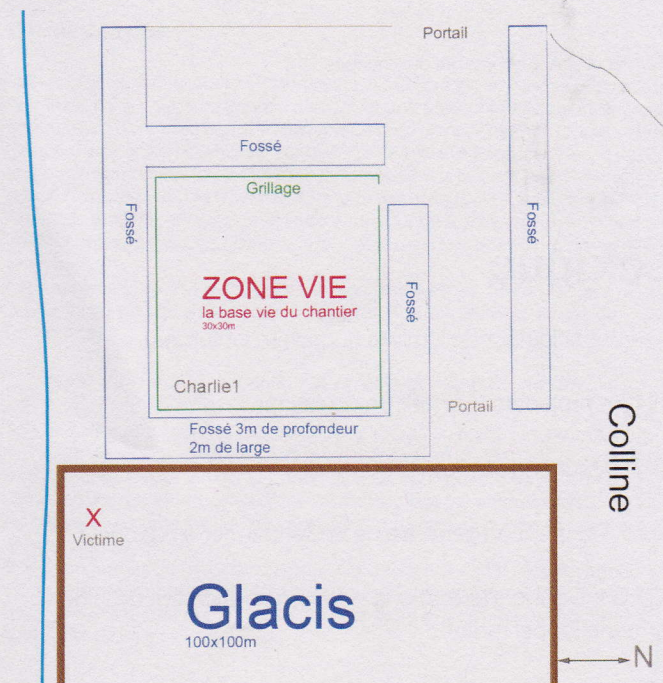 Portail
Fossé
Grillage
Fossé
Fossé
Fossé
ZONE VIE
la base vie du chantier
30x30m
Charlie1
Portail
Fossé 3m de profondeur
2m de large
Colline
X
Victime
Glacis
100x100m
N